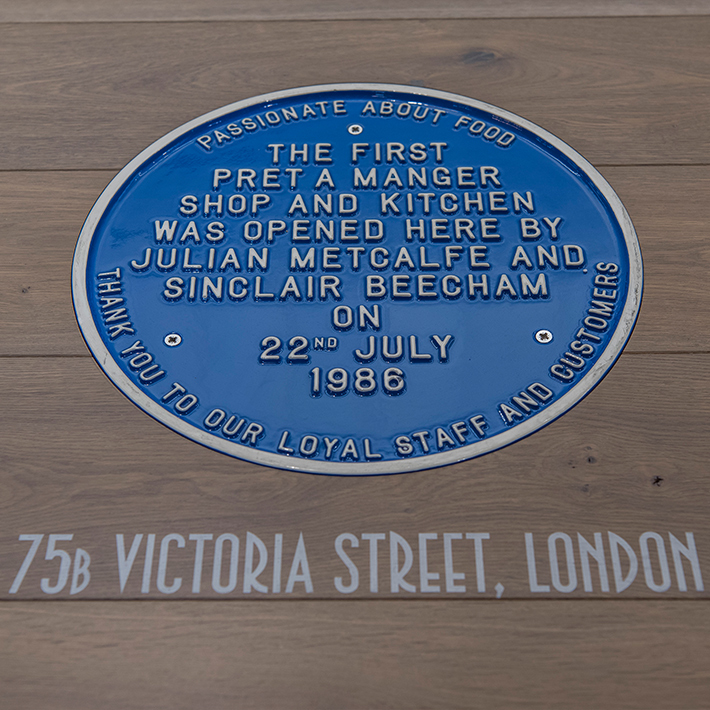 PASSIONATE ABOUT FOOD
THE FIRST
PRET A MANGER
SHOP AND KITCHEN
WAS OPENED HERE BY
JULIAN METCALFE AND
SINCLAIR BEECHAM
ON
22ND JULY
1986
THANK YOU TO OUR LOYAL STAFF AND CUSTOMERS
75B VICTORIA STREET, LONDON